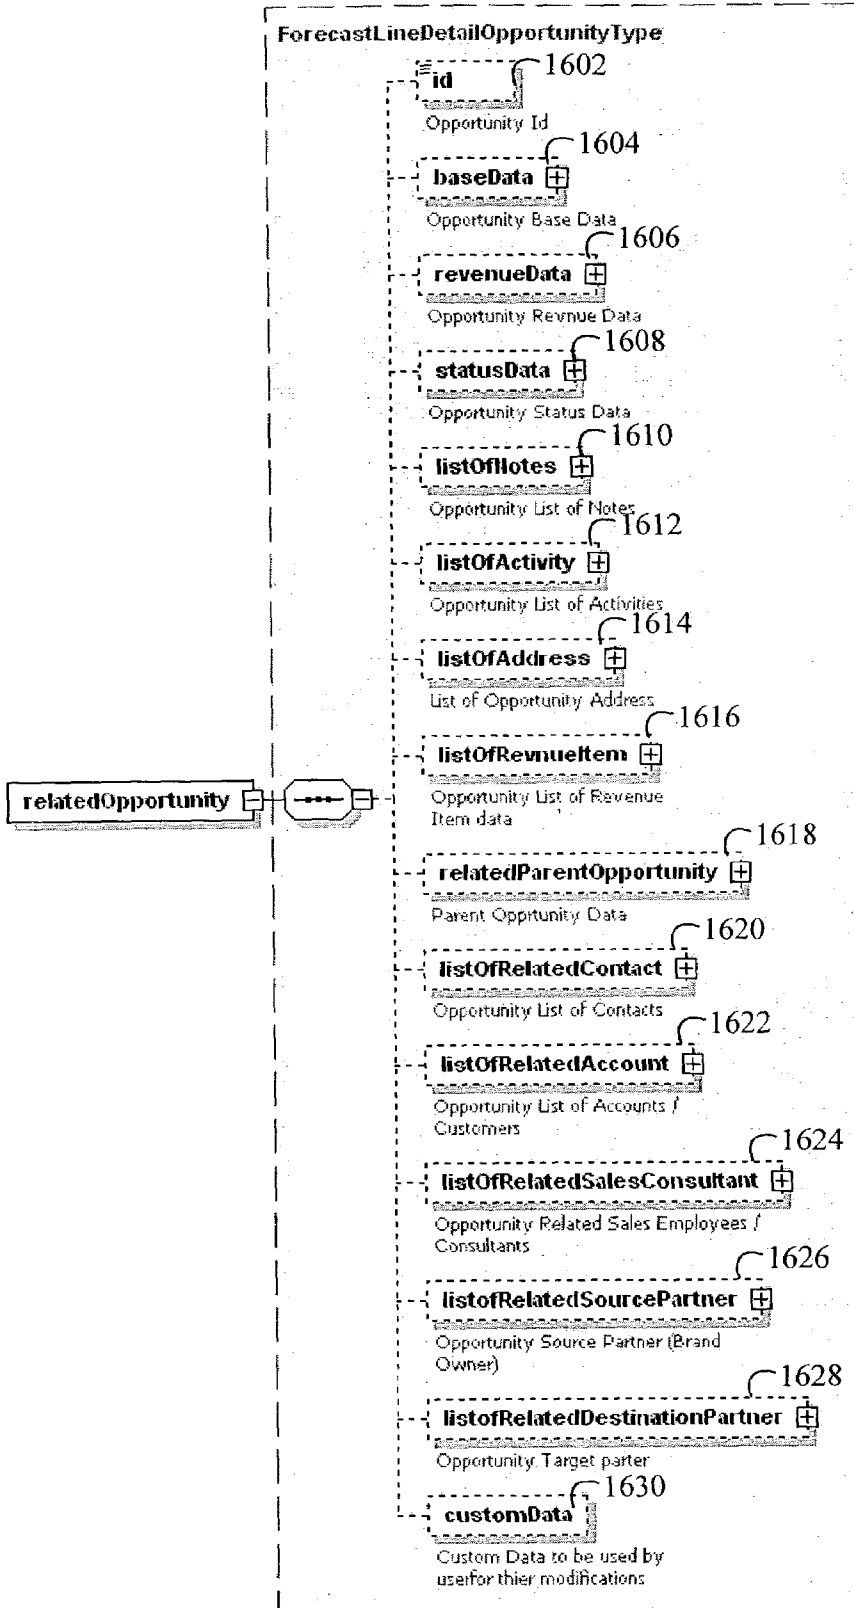 ForecastLineDetailOpportunityType
id
1602
Opportunity Id
baseData
1604
Opportunity Base Data
revenueData
1606
Opportunity Revnue Data
statusData
1608
Opportunity Status Data
listOfNotes
1610
Opportunity List of Notes
listOfActivity
1612
Opportunity List of Activities
listOfAddress
1614
List of Opportunity Address
listOfRevnueItem
1616
Opportunity List of Revenue
Item data
relatedOpportunity
relatedParentOpportunity
1618
Parent Opprtunity Data
listOfRelatedContact
1620
Opportunity List of Contacts
listOfRelatedAccount
1622
Opportunity List of Accounts /
Customers
listOfRelatedSalesConsultant
1624
Opportunity Related Sales Employees /
Consultants
listofRelatedSourcePartner
1626
Opportunity Source Partner (Brand
Owner)
listofRelatedDestinationPartner
1628
Opportunity Target parter
customData
1630
Custom Data to be used by
userfor thier modifications